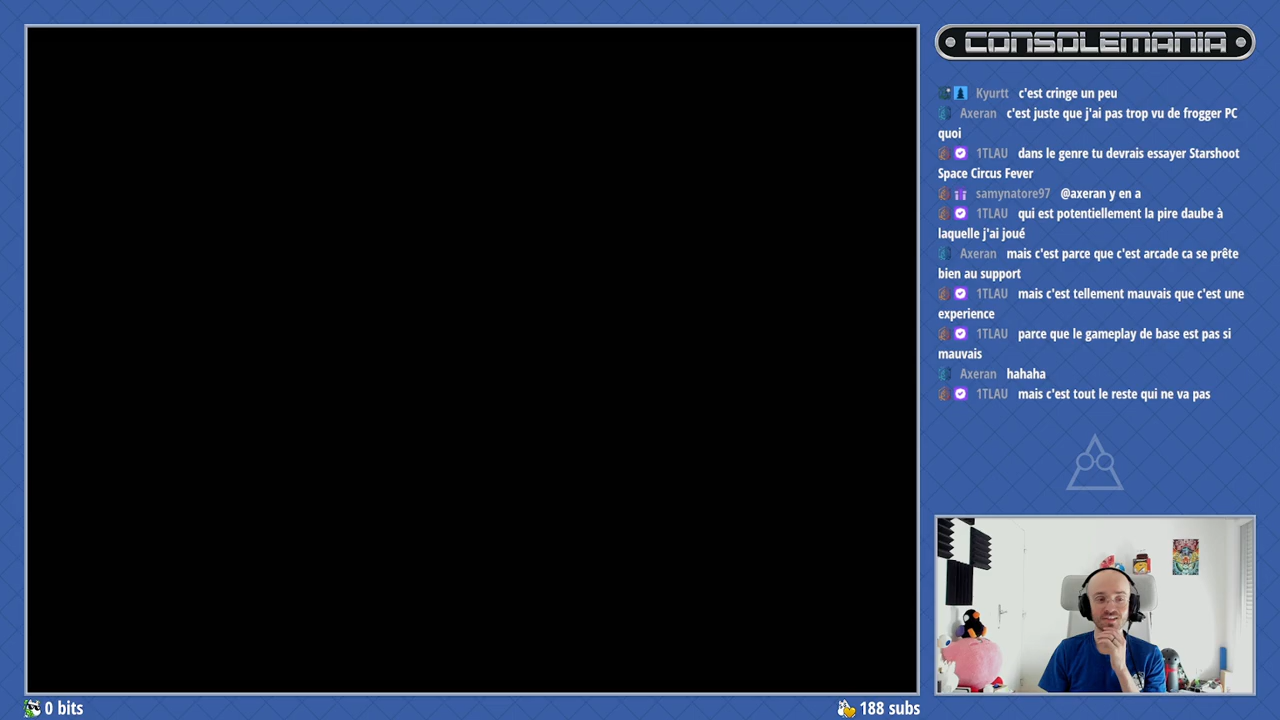 CONSOLEMANIA
Kyurtt c'est cringe un peu
Axeran c'est juste que j'ai pas trop vu de frogger PC
quoi
1TLAU dans le genre tu devrais essayer Starshoot
Space Circus Fever
samynatore97 @axeran y en a
1TLAU qui est potentiellement la pire daube à
laquelle j'ai joué
Axeran mais c'est parce que c'est arcade ca se prête
bien au support
1TLAU mais c'est tellement mauvais que c'est une
experience
1TLAU parce que le gameplay de base est pas si
mauvais
Axeran hahaha
1TLAU mais c'est tout le reste qui ne va pas
0 bits
188 subs